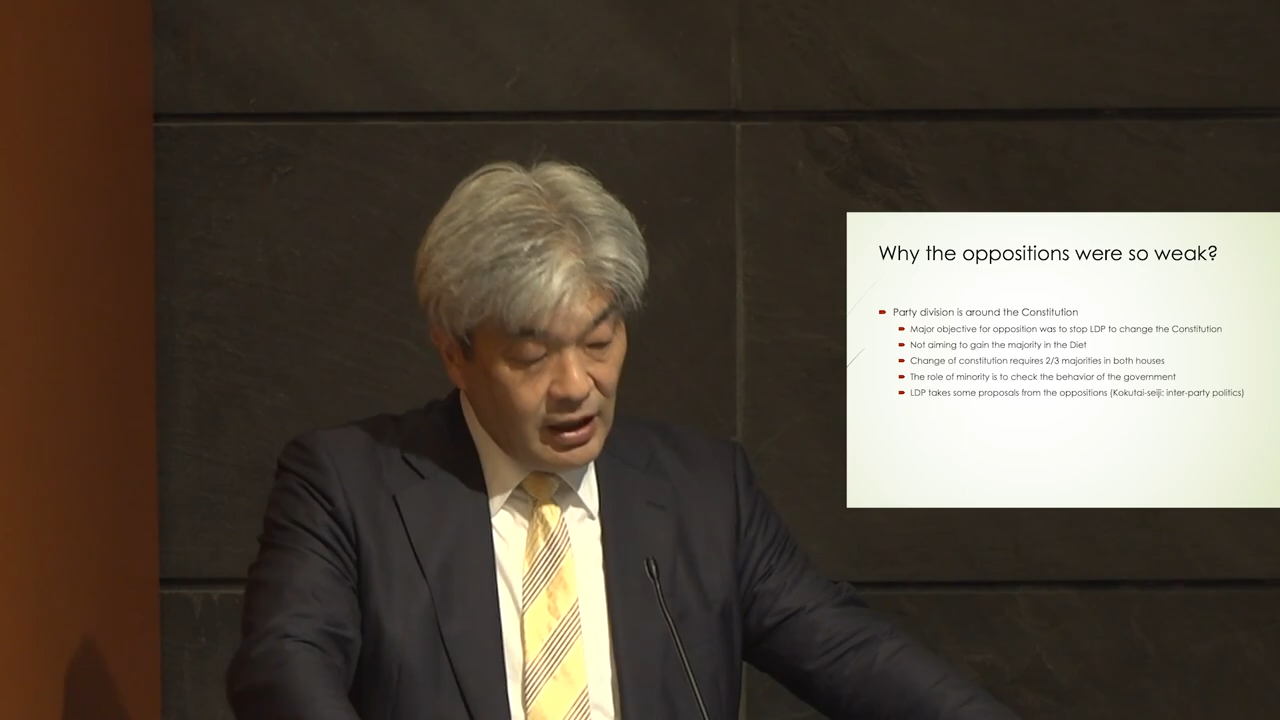 Why the oppositions were so weak?
Party division is around the Constitution
Major objective for opposition was to stop LDP to change the Constitution
Not aiming to gain the majority in the Diet
Change of constitution requires 2/3 majorities in both houses
The role of minority is to check the behavior of the government
LDP takes some proposals from the oppositions (Kokutai-seiji: inter-party politics)